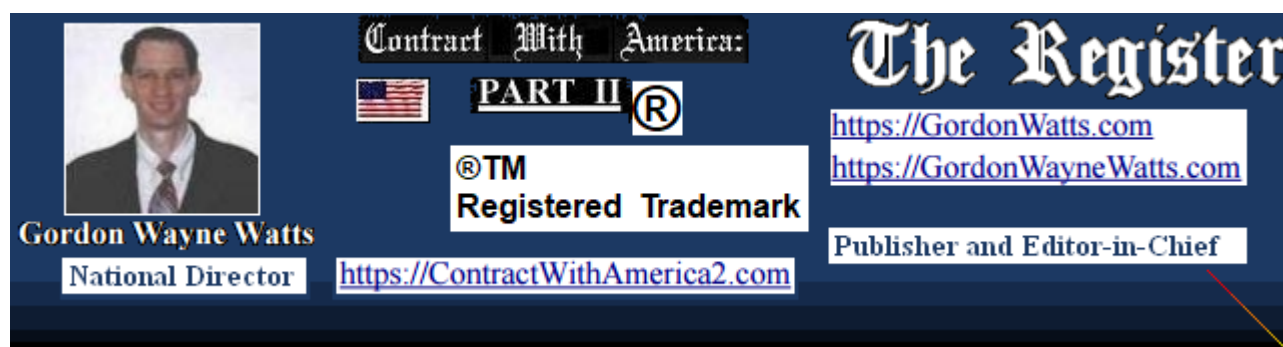 Gordon Wayne Watts
National Director
Contract With America:
PART II ®
®TM
Registered Trademark
https://ContractWithAmerica2.com
The Register
https://GordonWatts.com
https://GordonWayneWatts.com
Publisher and Editor-in-Chief